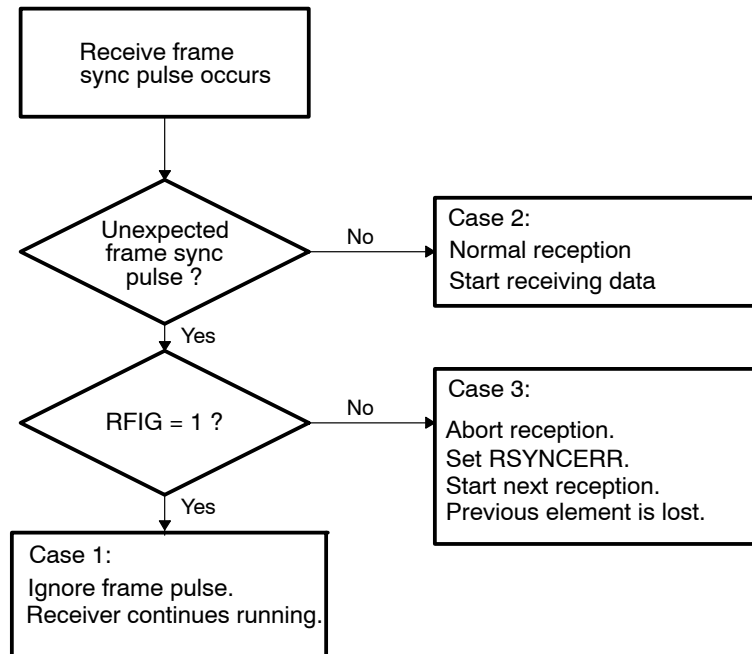 Receive frame
sync pulse occurs
Unexpected
frame sync
pulse ?
No
Case 2:
Normal reception
Start receiving data
Yes
RFIG = 1 ?
No
Case 3:
Abort reception.
Set RSYNCERR.
Start next reception.
Previous element is lost.
Yes
Case 1:
Ignore frame pulse.
Receiver continues running.